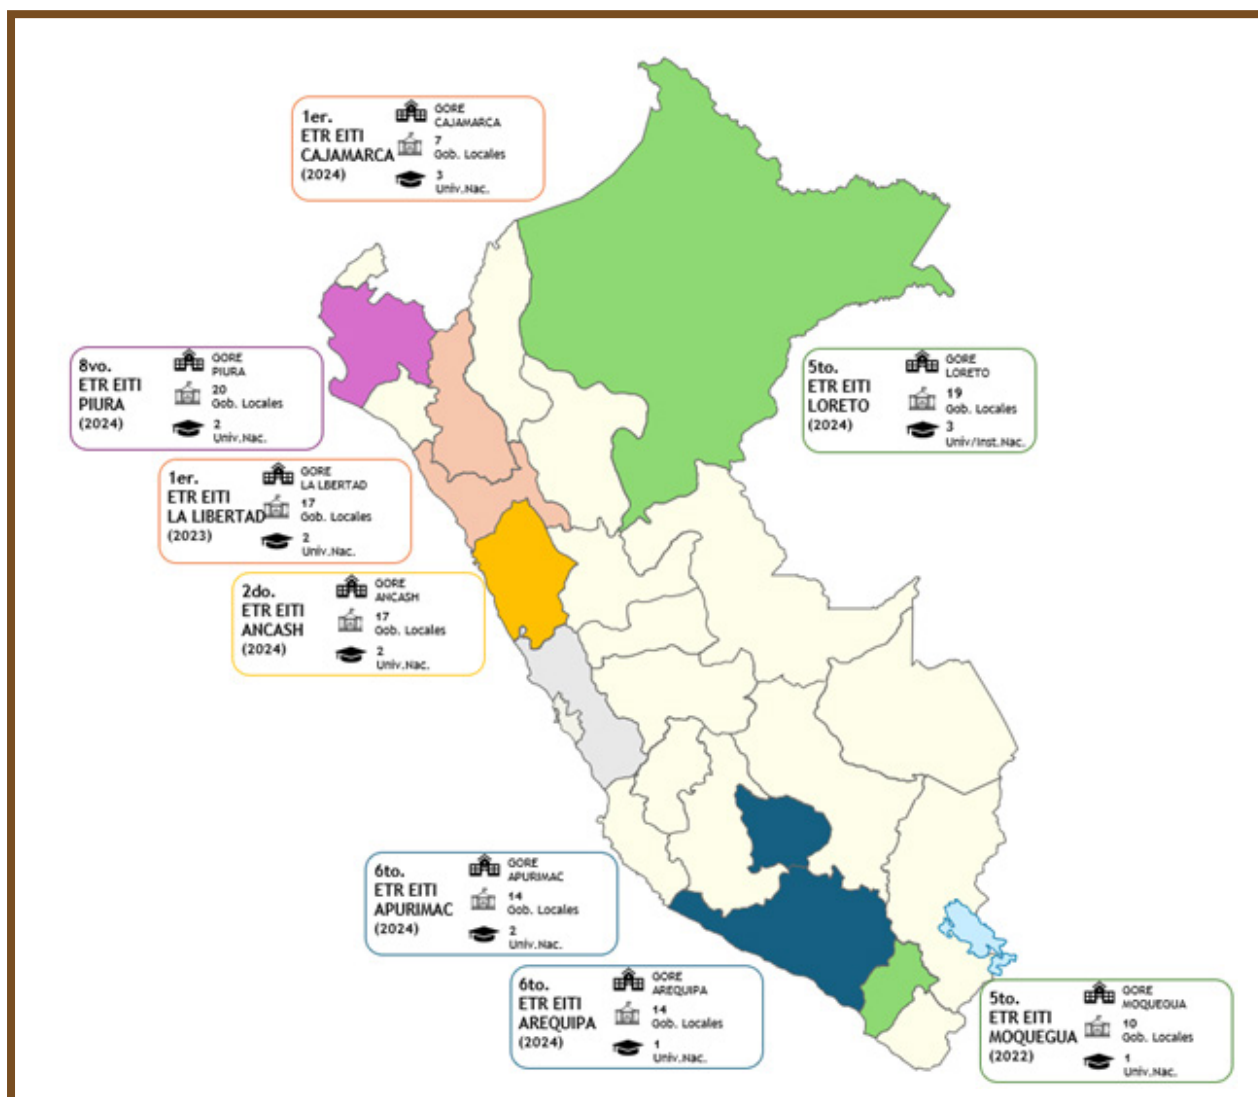 1er.
ETR EITI
CAJAMARCA
(2024)
GORE
CAJAMARCA
7
Gob. Locales
3
Univ.Nac.
8vo.
ETR EITI
PIURA
(2024)
GORE
PIURA
20
Gob. Locales
2
Univ.Nac.
5to.
ETR EITI
LORETO
(2024)
GORE
LORETO
19
Gob. Locales
3
Univ/Inst.Nac.
1er.
ETR EITI
LA LIBERTAD
(2023)
GORE
LA LBERTAD
17
Gob. Locales
2
Univ.Nac.
2do.
ETR EITI
ANCASH
(2024)
GORE
ANCASH
17
Gob. Locales
2
Univ.Nac.
6to.
ETR EITI
APURIMAC
(2024)
GORE
APURIMAC
14
Gob. Locales
2
Univ.Nac.
6to.
ETR EITI
AREQUIPA
(2024)
GORE
AREQUIPA
14
Gob. Locales
1
Univ.Nac.
5to.
ETR EITI
MOQUEGUA
(2022)
GORE
MOQUEGUA
10
Gob. Locales
1
Univ.Nac.